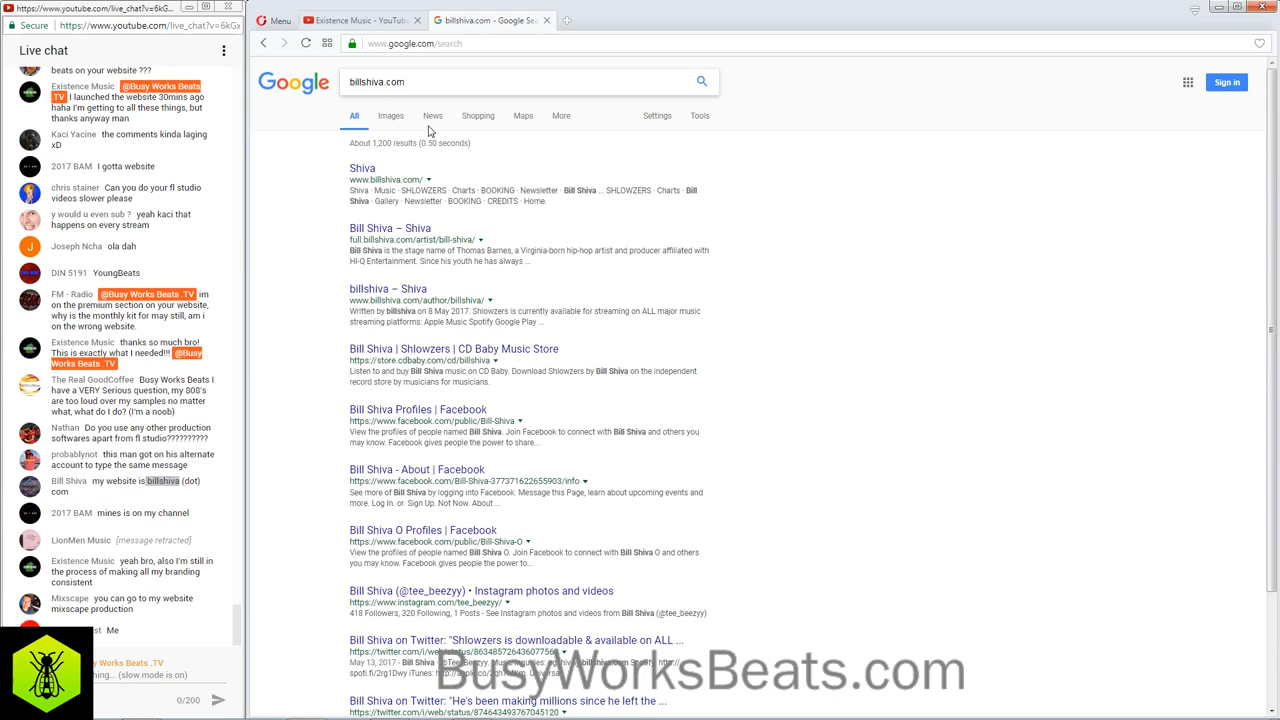 https://www.youtube.com/live_chat?v=6kGx
Secure
https://www.youtube.com/live_chat?v=6kGx
Live chat
beats on your website ???
Existence Music @Busy Works Beats
.TV I launched the website 30mins ago
haha I'm getting to all these things, but
thanks anyway man
Kaci Yacine the comments kinda laging
xD
2017 BAM I gotta website
chris stainer Can you do your fl studio
videos slower please
y would u even sub ? yeah kaci that
happens on every stream
Joseph Ncha ola dah
DIN 5191 YoungBeats
FM - Radio @Busy Works Beats .TV im
on the premium section on your website,
why is the monthly kit for may still, am i
on the wrong website.
Existence Music thanks so much bro!
This is exactly what I needed!!! @Busy
Works Beats .TV
The Real GoodCoffee Busy Works Beats I
have a VERY Serious question, my 808's
are too loud over my samples no matter
what, what do I do? (I'm a noob)
Nathan Do you use any other production
softwares apart from fl studio??????????
probablynot this man got on his alternate
account to type the same message
Bill Shiva my website is billshiva (dot)
com
2017 BAM mines is on my channel
LionMen Music [message retracted]
Existence Music yeah bro, also I'm still in
the process of making all my branding
consistent
Mixscape you can go to my website
mixscape production
Me
Works Beats .TV
(slow mode is on)
0/200
Menu
Existence Music - YouTube
billshiva.com - Google Sea
www.google.com/search
Google
billshiva.com
Sign in
All Images News Shopping Maps More Settings Tools
About 1,200 results (0.50 seconds)
Shiva
www.billshiva.com/
Shiva · Music · SHLOWZERS · Charts · BOOKING · Newsletter · Bill Shiva ... SHLOWZERS · Charts · Bill
Shiva · Gallery · Newsletter · BOOKING · CREDITS · Home.
Bill Shiva – Shiva
full.billshiva.com/artist/bill-shiva/
Bill Shiva is the stage name of Thomas Barnes, a Virginia-born hip-hop artist and producer affiliated with
HI-Q Entertainment. Since his youth he has always ...
billshiva – Shiva
www.billshiva.com/author/billshiva/
Written by billshiva on 8 May 2017. Shlowzers is currently available for streaming on ALL major music
streaming platforms: Apple Music Spotify Google Play ...
Bill Shiva | Shlowzers | CD Baby Music Store
https://store.cdbaby.com/cd/billshiva
Listen to and buy Bill Shiva music on CD Baby. Download Shlowzers by Bill Shiva on the independent
record store by musicians for musicians.
Bill Shiva Profiles | Facebook
https://www.facebook.com/public/Bill-Shiva
View the profiles of people named Bill Shiva. Join Facebook to connect with Bill Shiva and others you
may know. Facebook gives people the power to share...
Bill Shiva - About | Facebook
https://www.facebook.com/Bill-Shiva-377371622655903/info
See more of Bill Shiva by logging into Facebook. Message this Page, learn about upcoming events and
more. Log In. or. Sign Up. Not Now. About ...
Bill Shiva O Profiles | Facebook
https://www.facebook.com/public/Bill-Shiva-O
View the profiles of people named Bill Shiva O. Join Facebook to connect with Bill Shiva O and others
you may know. Facebook gives people the power to...
Bill Shiva (@tee_beezyy) • Instagram photos and videos
https://www.instagram.com/tee_beezyy/
418 Followers, 320 Following, 1 Posts - See Instagram photos and videos from Bill Shiva (@tee_beezyy)
Bill Shiva on Twitter: "Shlowzers is downloadable & available on ALL ...
https://twitter.com/i/web/status/863485726436077568
May 13, 2017 - Bill Shiva
BusyWorksBeats.com
Bill Shiva on Twitter: "He's been making millions since he left the ...
https://twitter.com/i/web/status/874643493767045120